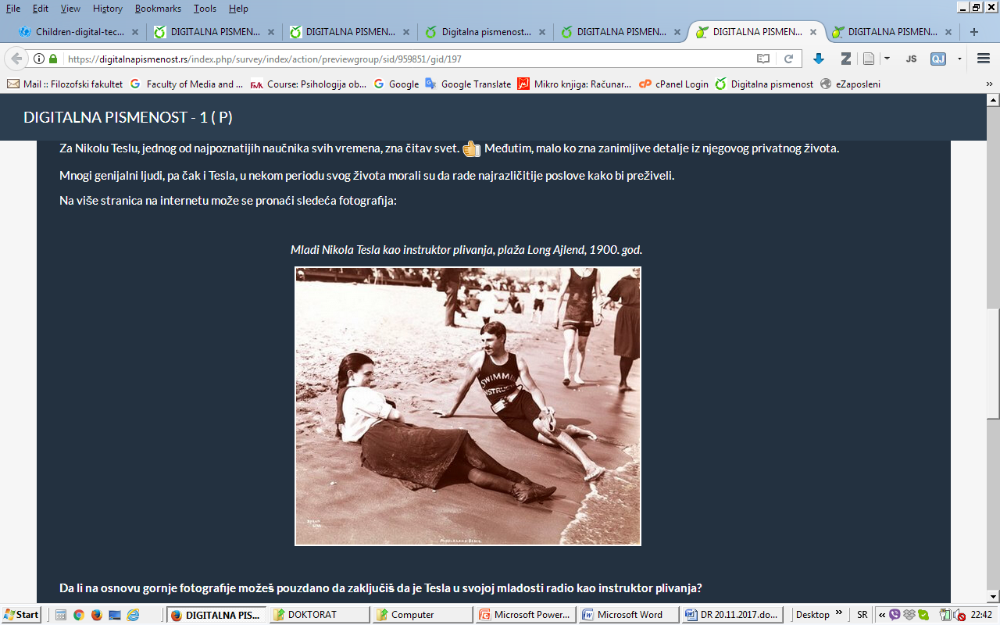 File Edit View History Bookmarks Tools Help
Children-digital-tec...
DIGITALNA PISMEN...
DIGITALNA PISMEN...
Digitalna pismenost...
DIGITALNA PISMEN...
DIGITALNA PISMEN...
DIGITALNA PISMEN...
https://digitalnapismenost.rs/index.php/survey/index/action/previewgroup/sid/959851/gid/197
JS
QJ
Mail :: Filozofski fakultet
Faculty of Media and ...
FMK Course: Psihologija ob...
Google
Google Translate
Mikro knjiga: Računar...
cPanel Login
Digitalna pismenost
eZaposleni
DIGITALNA PISMENOST - 1 ( P)
Za Nikolu Teslu, jednog od najpoznatijih naučnika svih vremena, zna čitav svet. Međutim, malo ko zna zanimljive detalje iz njegovog privatnog života.
Mnogi genijalni ljudi, pa čak i Tesla, u nekom periodu svog života morali su da rade najrazličitije poslove kako bi preživeli.
Na više stranica na internetu može se pronaći sledeća fotografija:
Mladi Nikola Tesla kao instruktor plivanja, plaža Long Ajlend, 1900. god.
Da li na osnovu gornje fotografije možeš pouzdano da zaključiš da je Tesla u svojoj mladosti radio kao instruktor plivanja?
Start
DIGITALNA PIS...
DOKTORAT
Computer
Microsoft Power...
Microsoft Word
DR 20.11.2017.do...
Desktop
SR
22:42